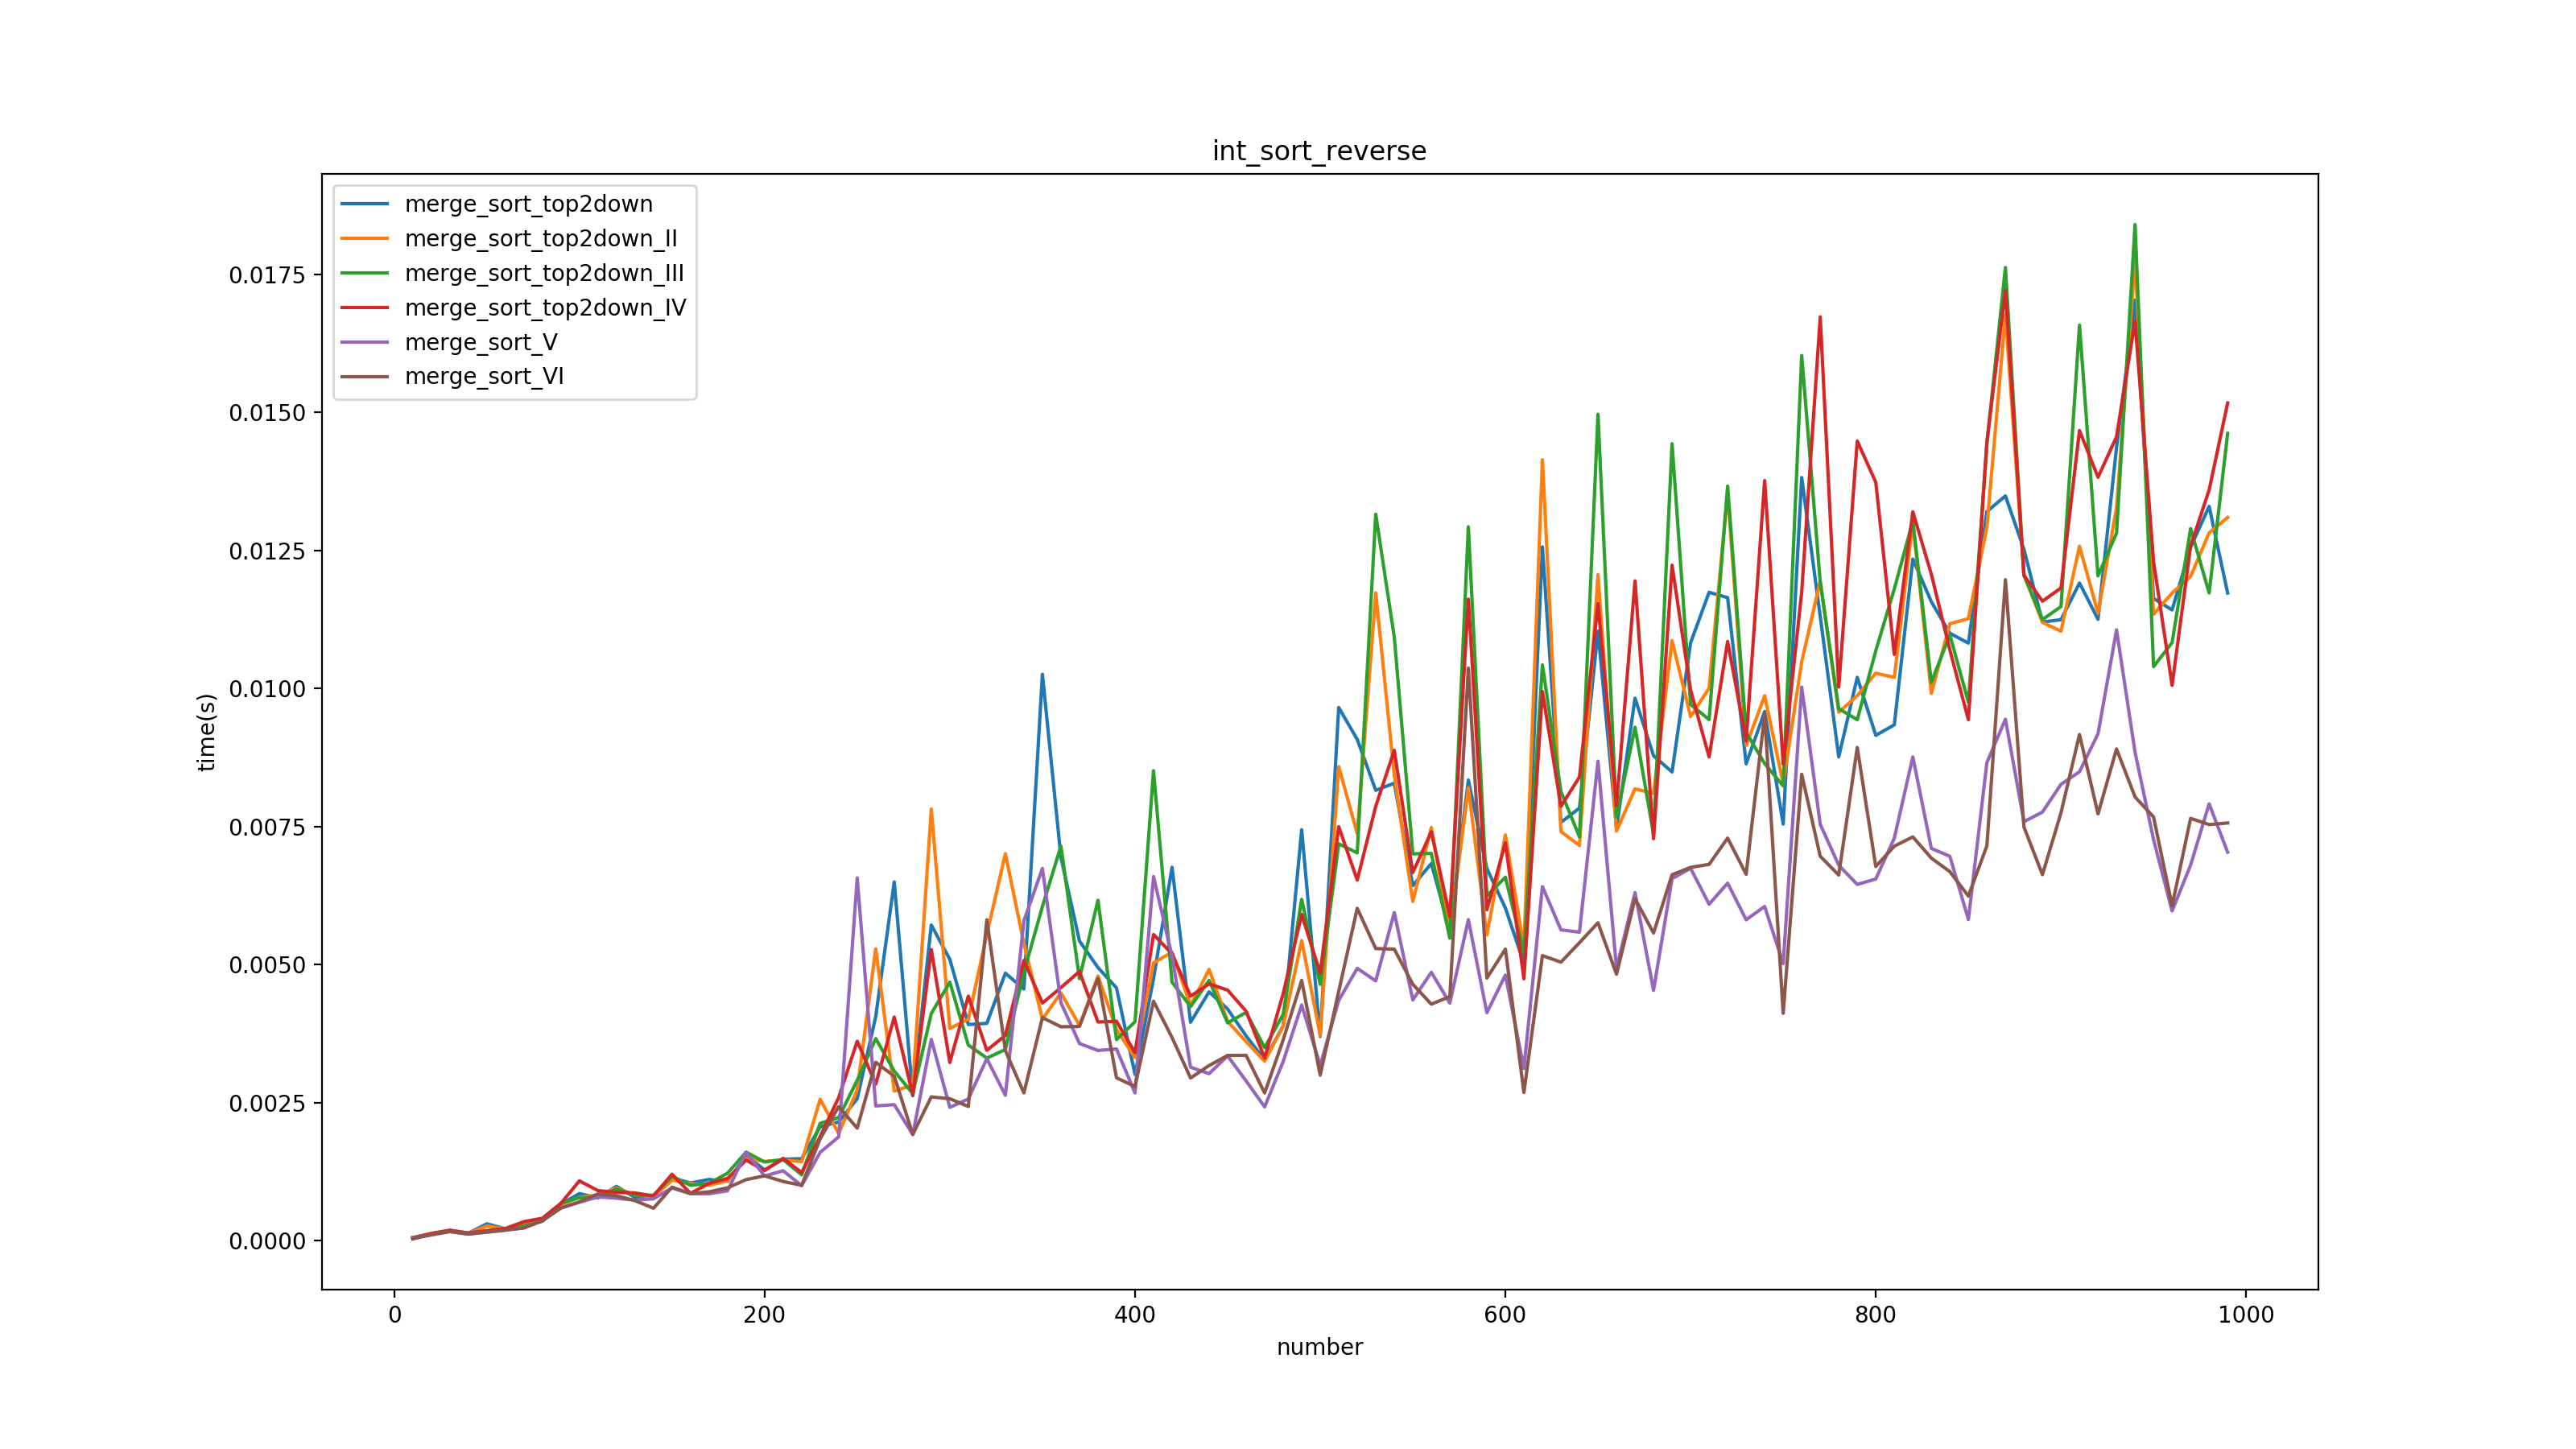 int_sort_reverse
merge_sort_top2down
merge_sort_top2down_II
merge_sort_top2down_III
merge_sort_top2down_IV
merge_sort_V
merge_sort_VI
0.0175
0.0150
0.0125
0.0100
0.0075
0.0050
0.0025
0.0000
time(s)
0 200 400 600 800 1000
number